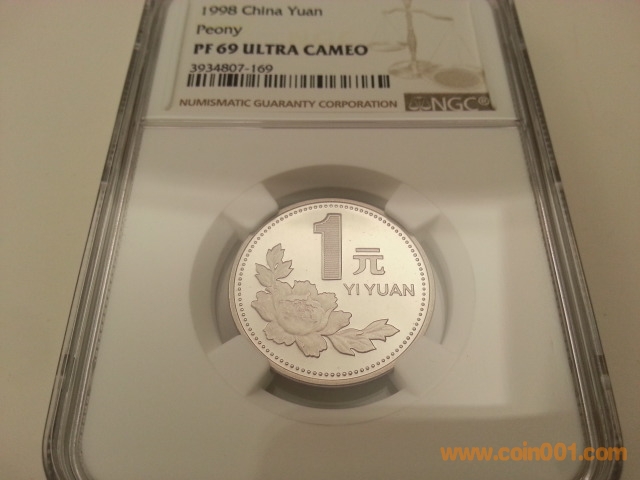 1998 China Yuan
Peony
PF 69 ULTRA CAMEO
3934807-169
NUMISMATIC GUARANTY CORPORATION
NGC®
1元
YI YUAN
www.coin001.com